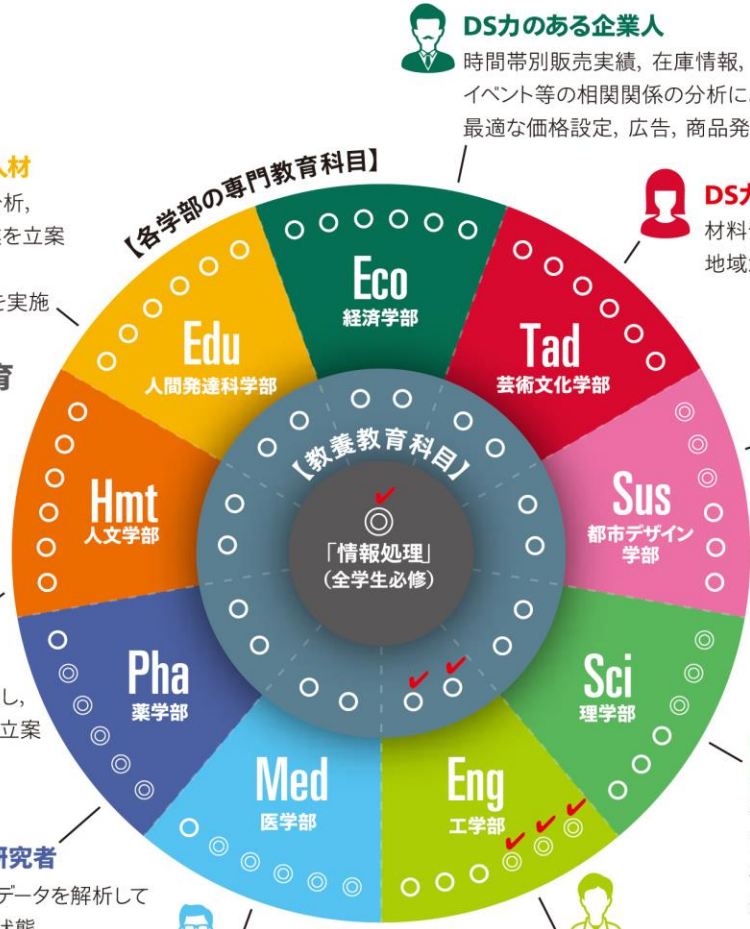 DS力のある企業人
時間帯別販売実績, 在庫情報,
イベント等の相関関係の分析に
最適な価格設定, 広告, 商品発
人材
析,
を立案
を実施
育
【各学部の専門教育科目】
DS
材料
地域
Eco
経済学部
Edu
人間発達科学部
Tad
芸術文化学部
【教養教育科目】
Hmt
人文学部
Sus
都市デザイン
学部
「情報処理」
(全学生必修)
Pha
薬学部
Sci
理学部
し,
立案
Med
医学部
Eng
工学部
研究者
データを解析して
状態